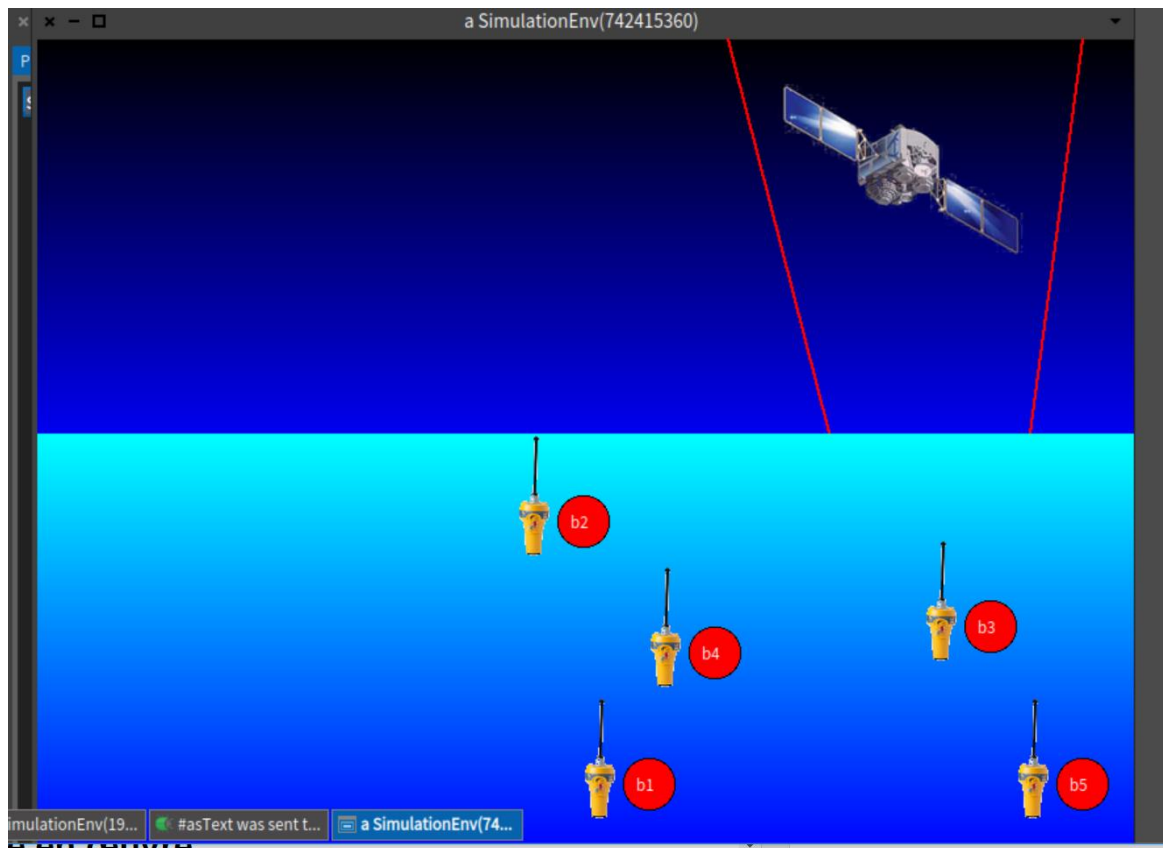 a SimulationEnv(742415360)
P
S
b2
b3
b4
b1
b5
imulationEnv(19...
#asText was sent t...
a SimulationEnv(74...